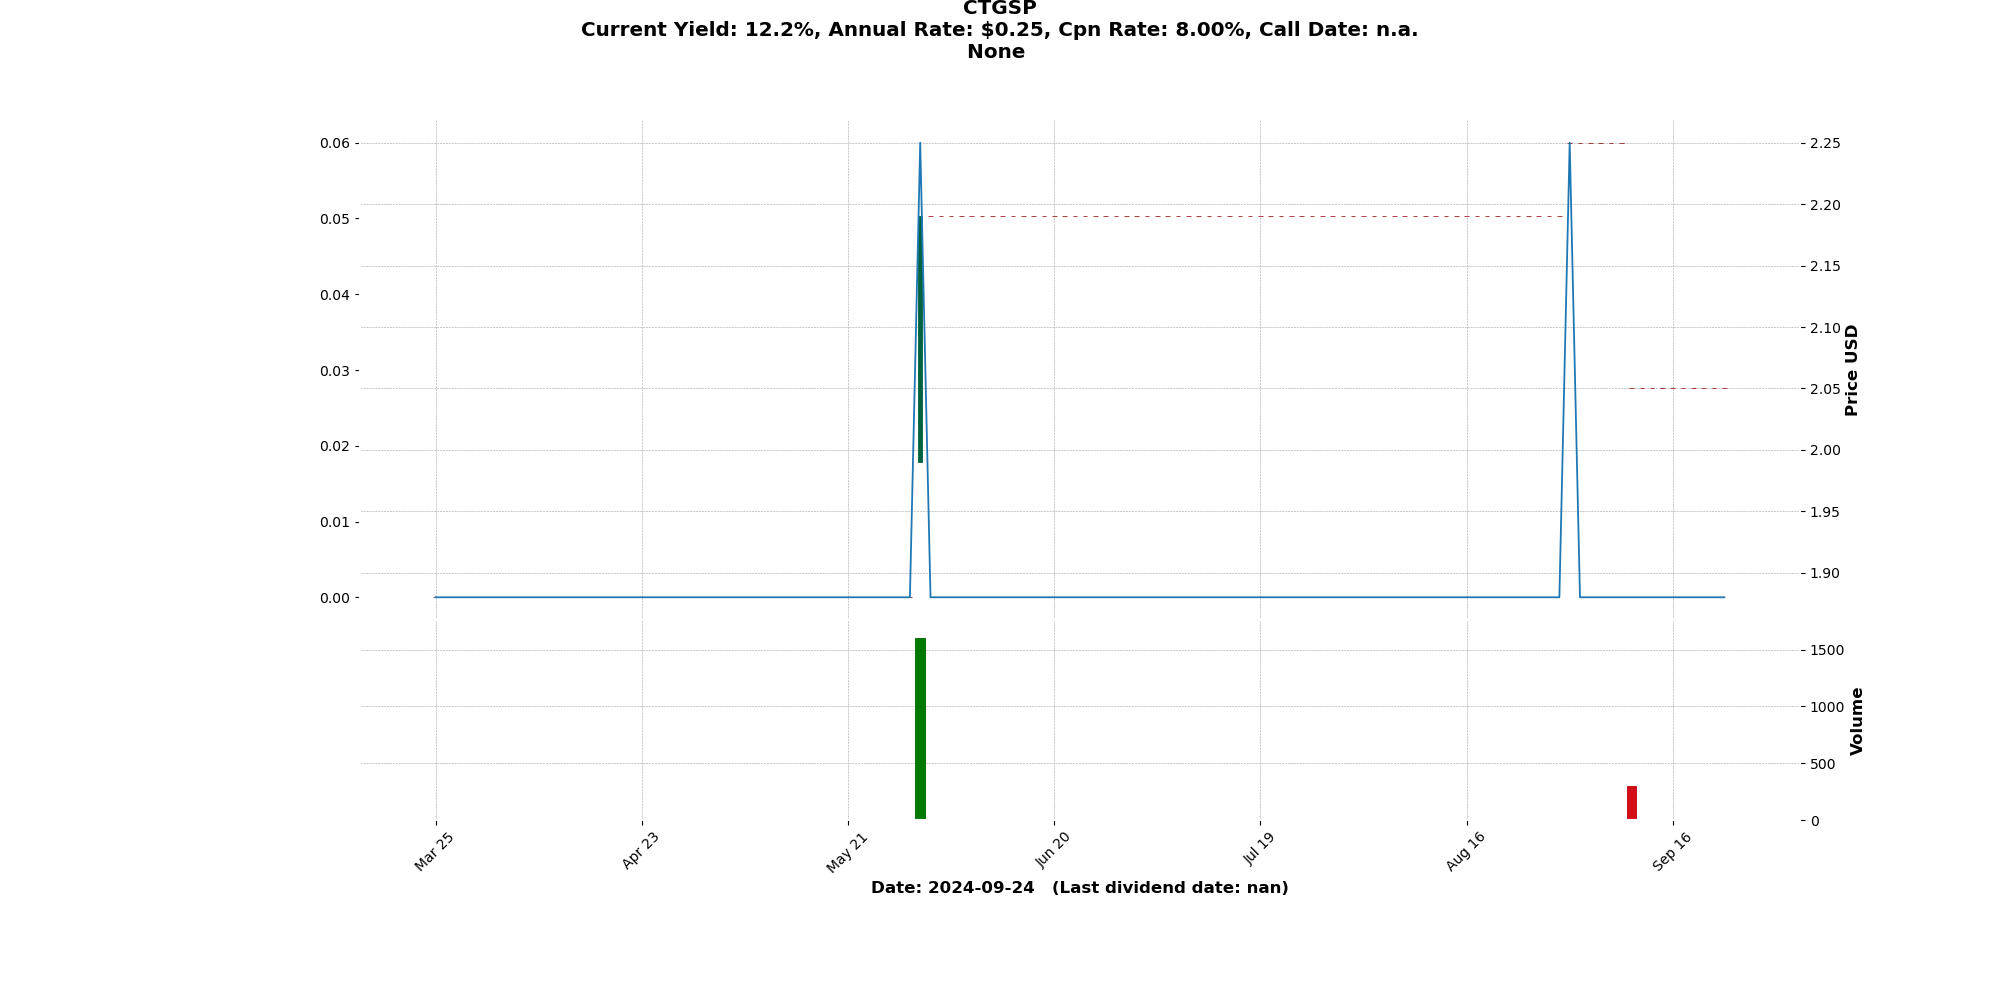 CTGSP
Current Yield: 12.2%, Annual Rate: $0.25, Cpn Rate: 8.00%, Call Date: n.a.
None
0.06
0.05
0.04
0.03
0.02
0.01
0.00
2.25
2.20
2.15
2.10
2.05
2.00
1.95
1.90
Price USD
1500
1000
500
0
Volume
Mar 25
Apr 23
May 21
Jun 20
Jul 19
Aug 16
Sep 16
Date: 2024-09-24 (Last dividend date: nan)